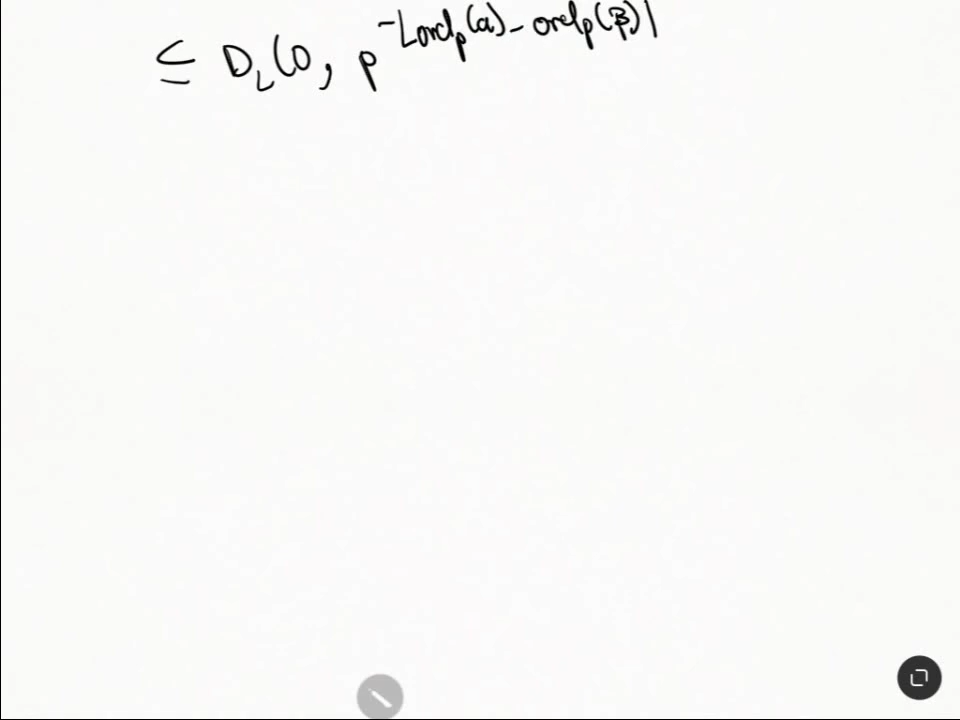 ⊆ D_L(0, p^{-Lord_p(α) - ord_p(β)|